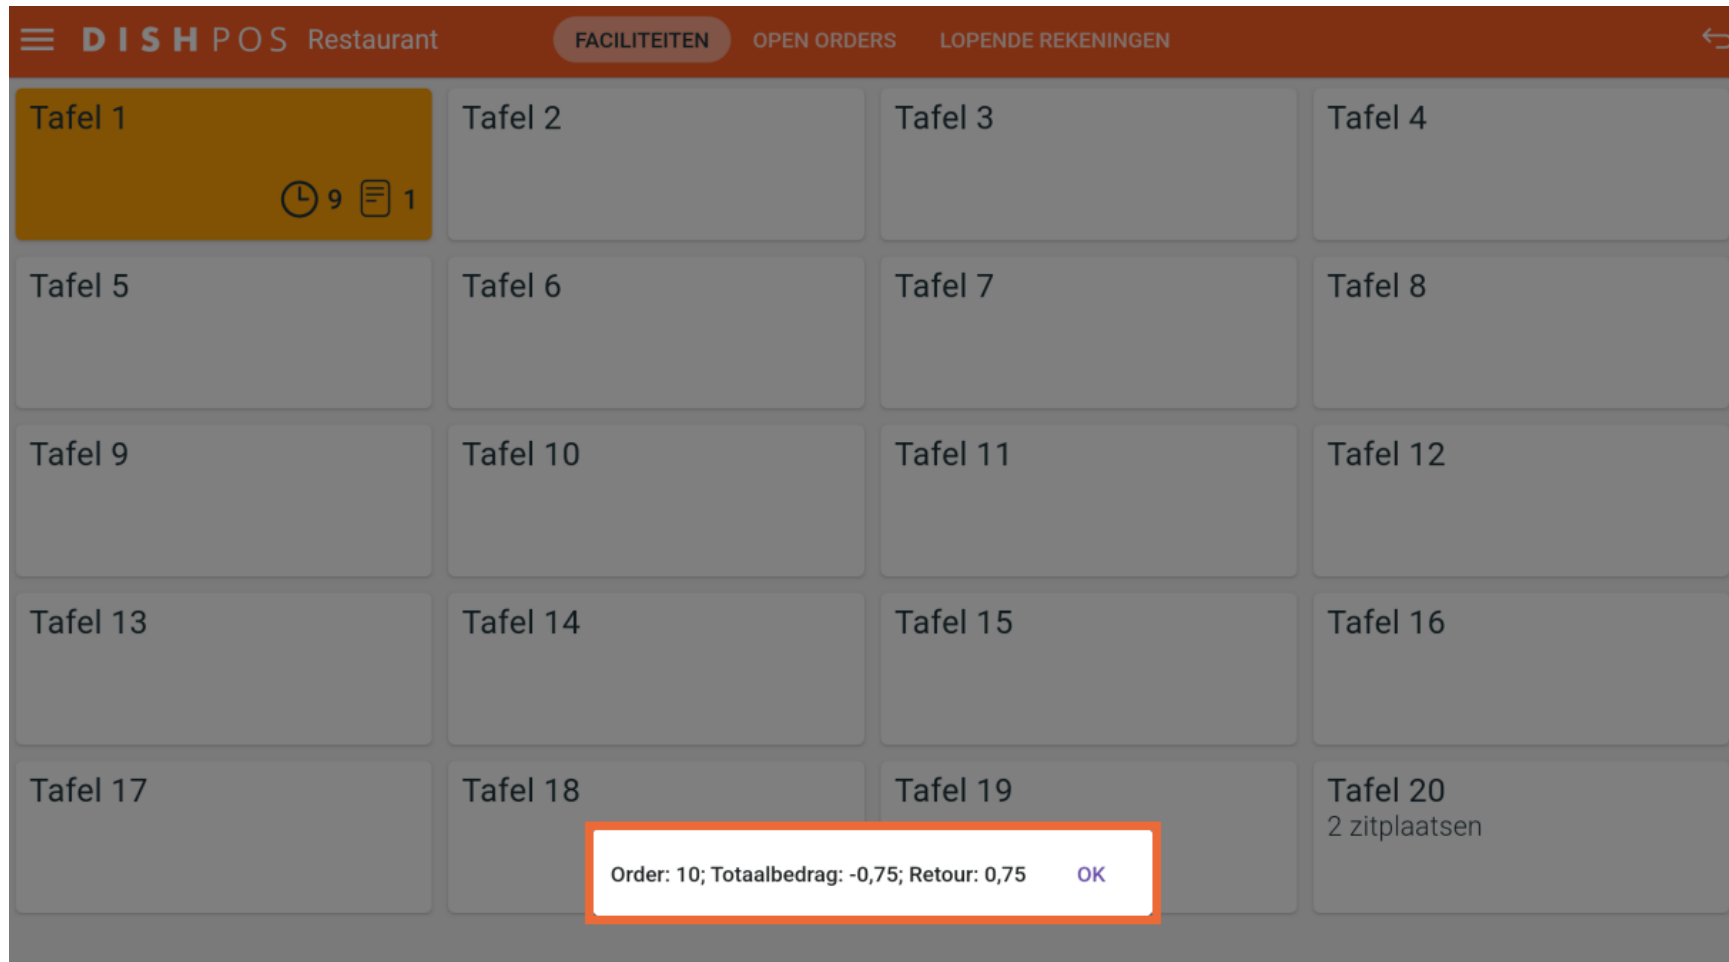 DISH POS Restaurant FACILITEITEN OPEN ORDERS LOPENDE REKENINGEN
Tafel 1 Tafel 2 Tafel 3 Tafel 4
9 1
Tafel 5 Tafel 6 Tafel 7 Tafel 8
Tafel 9 Tafel 10 Tafel 11 Tafel 12
Tafel 13 Tafel 14 Tafel 15 Tafel 16
Tafel 17 Tafel 18 Tafel 19 Tafel 20
2 zitplaatsen
Order: 10; Totaalbedrag: -0,75; Retour: 0,75 OK